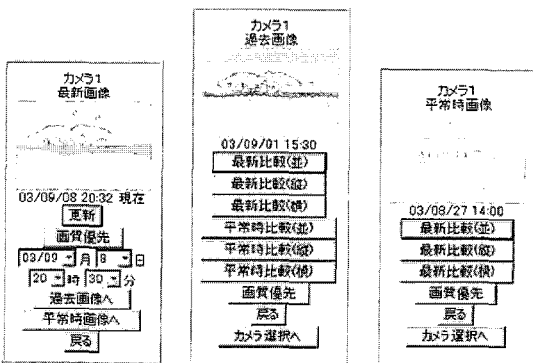 カメラ1
最新画像
03/09/08 20:32 現在
更新
画質優先
03/09 月 8 日
20 時 30 分
過去画像へ
平常時画像へ
戻る
カメラ1
過去画像
03/09/01 15:30
最新比較(並)
最新比較(縦)
最新比較(横)
平常時比較(並)
平常時比較(縦)
平常時比較(横)
画質優先
戻る
カメラ選択へ
カメラ1
平常時画像
03/08/27 14:00
最新比較(並)
最新比較(縦)
最新比較(横)
画質優先
戻る
カメラ選択へ